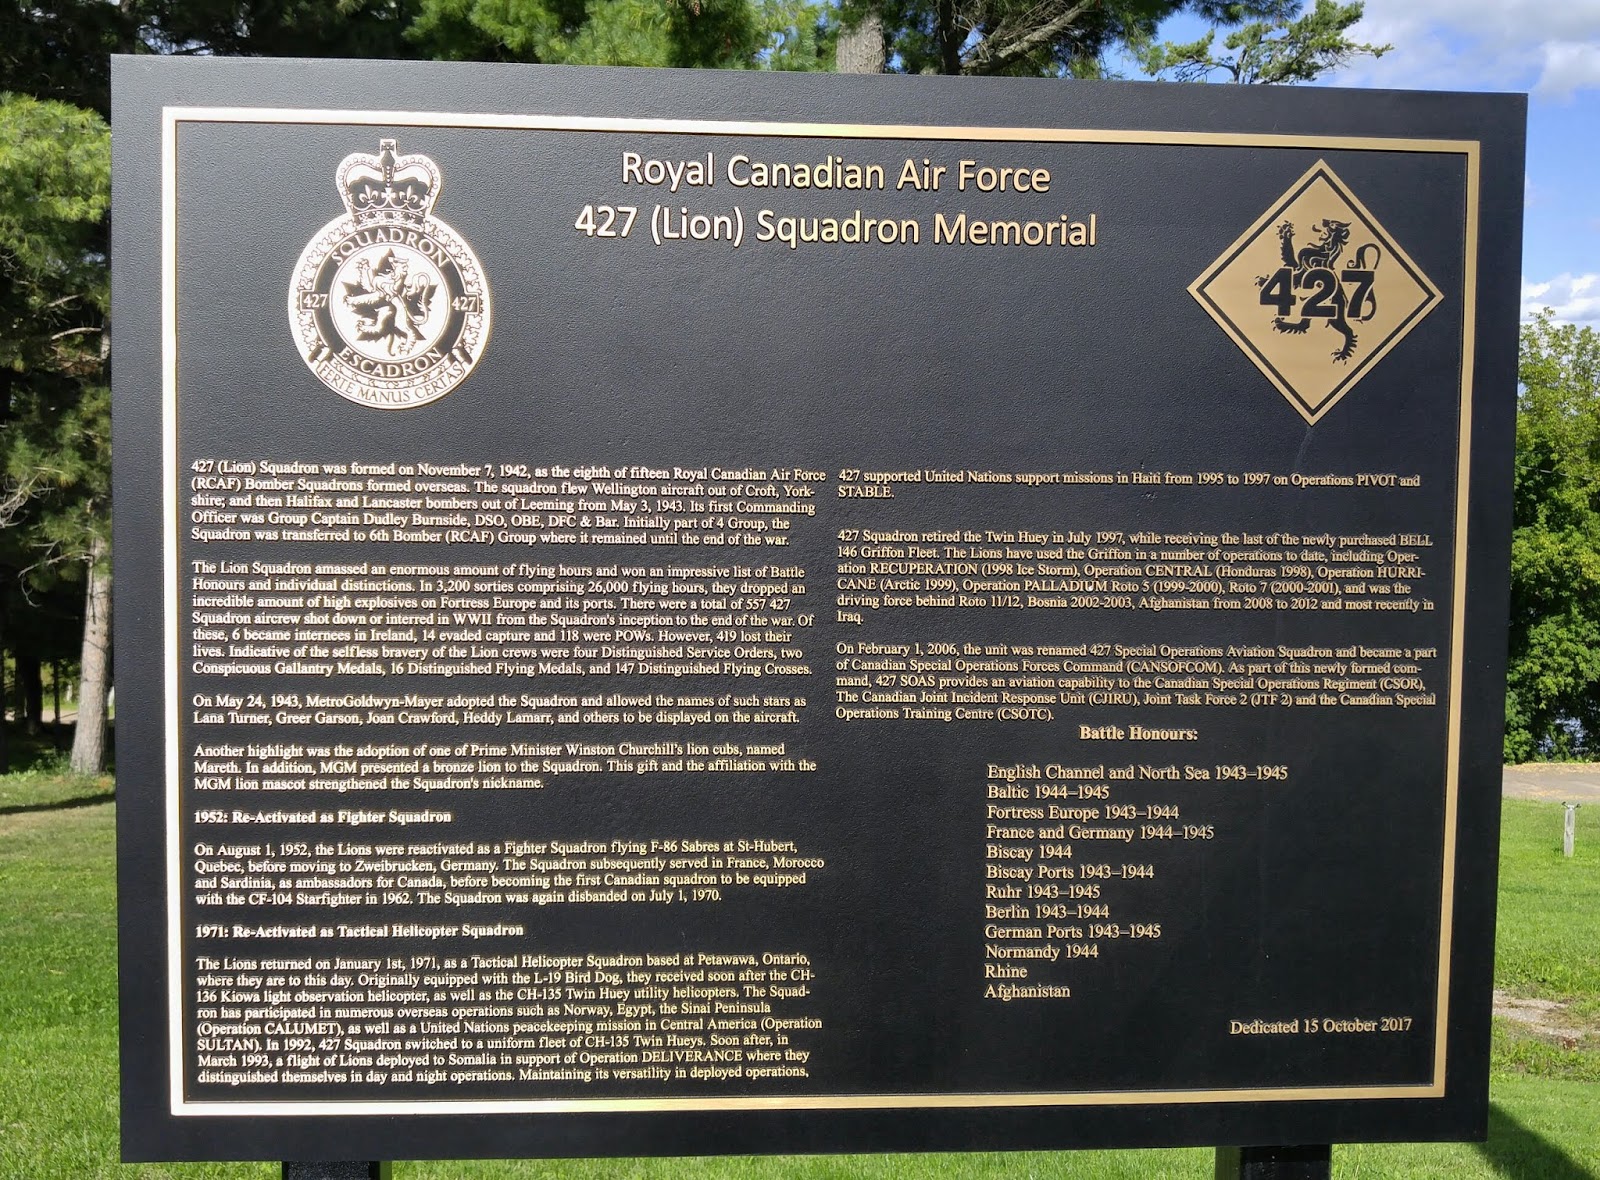 Royal Canadian Air Force
427 (Lion) Squadron Memorial
SQUADRON
427 427
ESCADRON
FERTE MANUS CERTAS
427
427 (Lion) Squadron was formed on November 7, 1942, as the eighth of fifteen Royal Canadian Air Force
(RCAF) Bomber Squadrons formed overseas. The squadron flew Wellington aircraft out of Croft, York-
shire; and then Halifax and Lancaster bombers out of Leeming from May 3, 1943. Its first Commanding
Officer was Group Captain Dudley Burnside, DSO, OBE, DFC & Bar. Initially part of 4 Group, the
Squadron was transferred to 6th Bomber (RCAF) Group where it remained until the end of the war.
The Lion Squadron amassed an enormous amount of flying hours and won an impressive list of Battle
Honours and individual distinctions. In 3,200 sorties comprising 26,000 flying hours, they dropped an
incredible amount of high explosives on Fortress Europe and its ports. There were a total of 557 427
Squadron aircrew shot down or interred in WWII from the Squadron's inception to the end of the war. Of
these, 6 became internees in Ireland, 14 evaded capture and 118 were POWs. However, 419 lost their
lives. Indicative of the selfless bravery of the Lion crews were four Distinguished Service Orders, two
Conspicuous Gallantry Medals, 16 Distinguished Flying Medals, and 147 Distinguished Flying Crosses.
On May 24, 1943, MetroGoldwyn-Mayer adopted the Squadron and allowed the names of such stars as
Lana Turner, Greer Garson, Joan Crawford, Heddy Lamarr, and others to be displayed on the aircraft.
Another highlight was the adoption of one of Prime Minister Winston Churchill's lion cubs, named
Mareth. In addition, MGM presented a bronze lion to the Squadron. This gift and the affiliation with the
MGM lion mascot strengthened the Squadron's nickname.
1952: Re-Activated as Fighter Squadron
On August 1, 1952, the Lions were reactivated as a Fighter Squadron flying F-86 Sabres at St-Hubert,
Quebec, before moving to Zweibrucken, Germany. The Squadron subsequently served in France, Morocco
and Sardinia, as ambassadors for Canada, before becoming the first Canadian squadron to be equipped
with the CF-104 Starfighter in 1962. The Squadron was again disbanded on July 1, 1970.
1971: Re-Activated as Tactical Helicopter Squadron
The Lions returned on January 1st, 1971, as a Tactical Helicopter Squadron based at Petawawa, Ontario,
where they are to this day. Originally equipped with the L-19 Bird Dog, they received soon after the CH-
136 Kiowa light observation helicopter, as well as the CH-135 Twin Huey utility helicopters. The Squad-
ron has participated in numerous overseas operations such as Norway, Egypt, the Sinai Peninsula
(Operation CALUMET), as well as a United Nations peacekeeping mission in Central America (Operation
SULTAN). In 1992, 427 Squadron switched to a uniform fleet of CH-135 Twin Hueys. Soon after, in
March 1993, a flight of Lions deployed to Somalia in support of Operation DELIVERANCE where they
distinguished themselves in day and night operations. Maintaining its versatility in deployed operations,
427 supported United Nations support missions in Haiti from 1995 to 1997 on Operations PIVOT and
STABLE.
427 Squadron retired the Twin Huey in July 1997, while receiving the last of the newly purchased BELL
146 Griffon Fleet. The Lions have used the Griffon in a number of operations to date, including Oper-
ation RECUPERATION (1998 Ice Storm), Operation CENTRAL (Honduras 1998), Operation HURRI-
CANE (Arctic 1999), Operation PALLADIUM Roto 5 (1999-2000), Roto 7 (2000-2001), and was the
driving force behind Roto 11/12, Bosnia 2002-2003, Afghanistan from 2008 to 2012 and most recently in
Iraq.
On February 1, 2006, the unit was renamed 427 Special Operations Aviation Squadron and became a part
of Canadian Special Operations Forces Command (CANSOFCOM). As part of this newly formed com-
mand, 427 SOAS provides an aviation capability to the Canadian Special Operations Regiment (CSOR),
The Canadian Joint Incident Response Unit (CJIRU), Joint Task Force 2 (JTF 2) and the Canadian Special
Operations Training Centre (CSOTC).
Battle Honours:
English Channel and North Sea 1943–1945
Baltic 1944–1945
Fortress Europe 1943–1944
France and Germany 1944–1945
Biscay 1944
Biscay Ports 1943–1944
Ruhr 1943–1945
Berlin 1943–1944
German Ports 1943–1945
Normandy 1944
Rhine
Afghanistan
Dedicated 15 October 2017